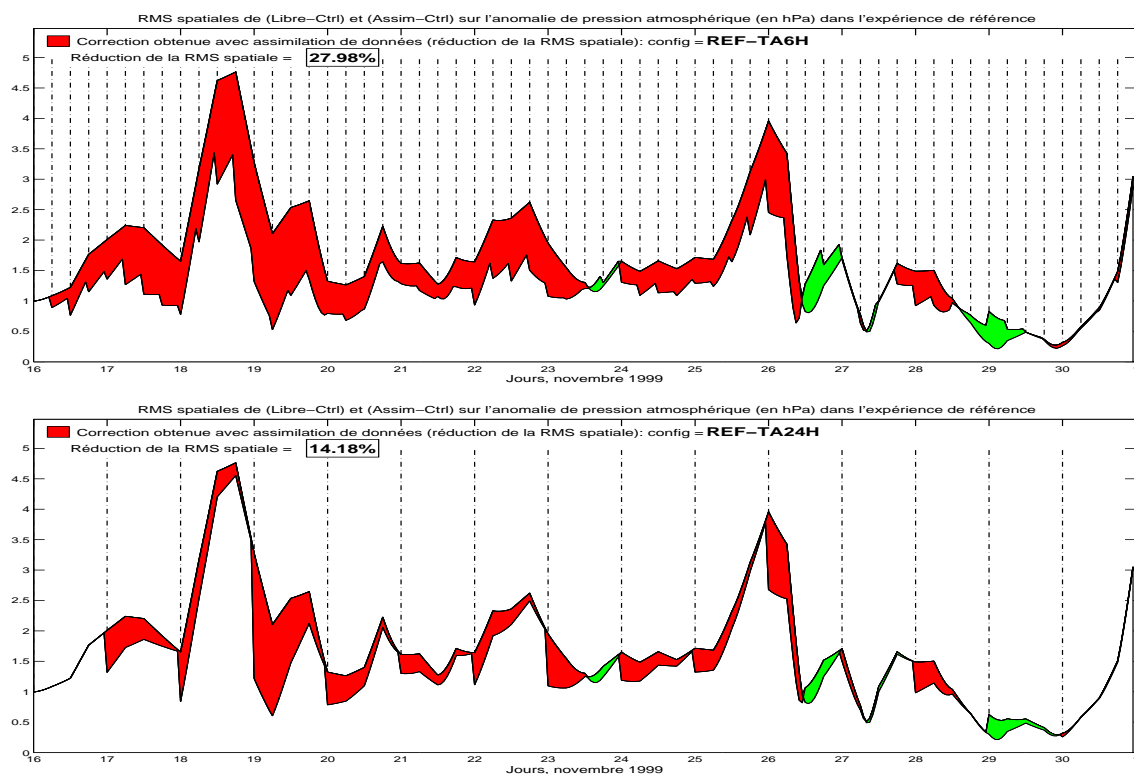 RMS spatiales de (Libre−Ctrl) et (Assim−Ctrl) sur l'anomalie de pression atmosphérique (en hPa) dans l'expérience de référence
Correction obtenue avec assimilation de données (réduction de la RMS spatiale): config = REF−TA6H
Réduction de la RMS spatiale = 27.98%
5
4.5
4
3.5
3
2.5
2
1.5
1
0.5
0
16 17 18 19 20 21 22 23 24 25 26 27 28 29 30
Jours, novembre 1999
RMS spatiales de (Libre−Ctrl) et (Assim−Ctrl) sur l'anomalie de pression atmosphérique (en hPa) dans l'expérience de référence
Correction obtenue avec assimilation de données (réduction de la RMS spatiale): config = REF−TA24H
Réduction de la RMS spatiale = 14.18%
5
4.5
4
3.5
3
2.5
2
1.5
1
0.5
0
16 17 18 19 20 21 22 23 24 25 26 27 28 29 30
Jours, novembre 1999